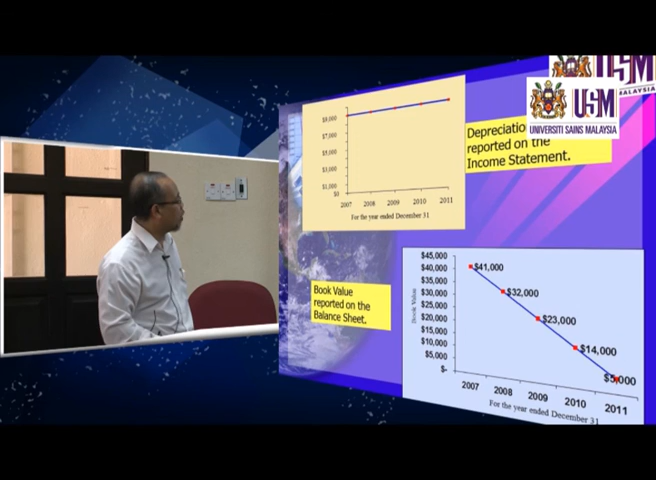 USM
MALAYSIA
USM
UNIVERSITI SAINS MALAYSIA
$9,000
$7,000
$5,000
$3,000
$1,000
$0
2007 2008 2009 2010 2011
For the year ended December 31
Depreciatio
reported on the
Income Statement.
Book Value
reported on the
Balance Sheet.
Book Value
$45,000
$40,000
$35,000
$30,000
$25,000
$20,000
$15,000
$10,000
$5,000
$-
$41,000
$32,000
$23,000
$14,000
$5,000
2007 2008 2009 2010 2011
For the year ended December 31